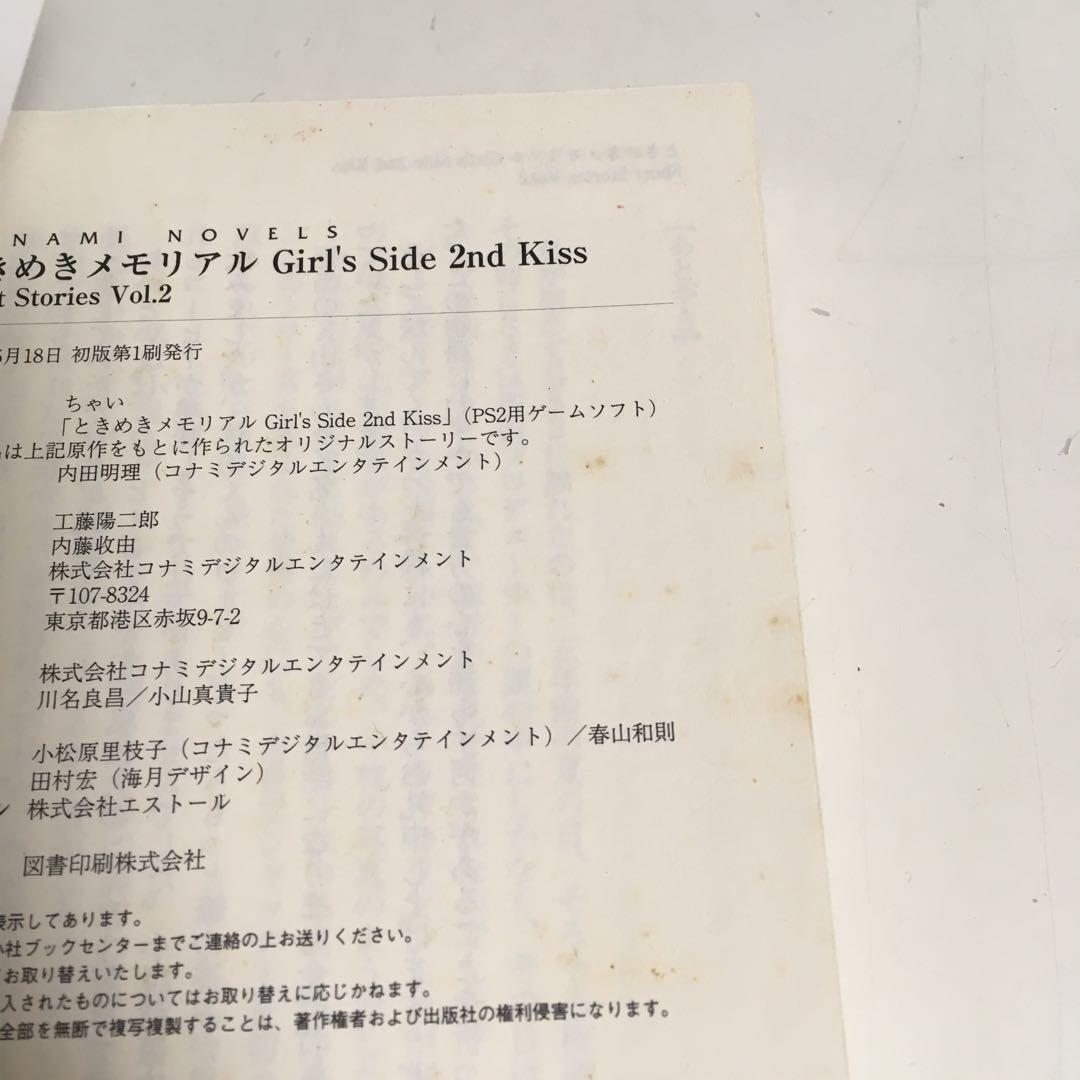 NAMI NOVELS
きめきメモリアル Girl's Side 2nd Kiss
t Stories Vol.2
月18日 初版第1刷発行
ちゃい
「ときめきメモリアル Girl's Side 2nd Kiss」(PS2用ゲームソフト)
は上記原作をもとに作られたオリジナルストーリーです。
内田明理(コナミデジタルエンタテインメント)
工藤陽二郎
内藤收由
株式会社コナミデジタルエンタテインメント
〒107-8324
東京都港区赤坂9-7-2
株式会社コナミデジタルエンタテインメント
川名良昌/小山真貴子
小松原里枝子(コナミデジタルエンタテインメント)/春山和則
田村宏(海月デザイン)
ン 株式会社エストール
図書印刷株式会社
表示してあります。
小社ブックセンターまでご連絡の上お送りください。
お取り替えいたします。
入されたものについてはお取り替えに応じかねます。
全部を無断で複写複製することは、著作権者および出版社の権利侵害になります。